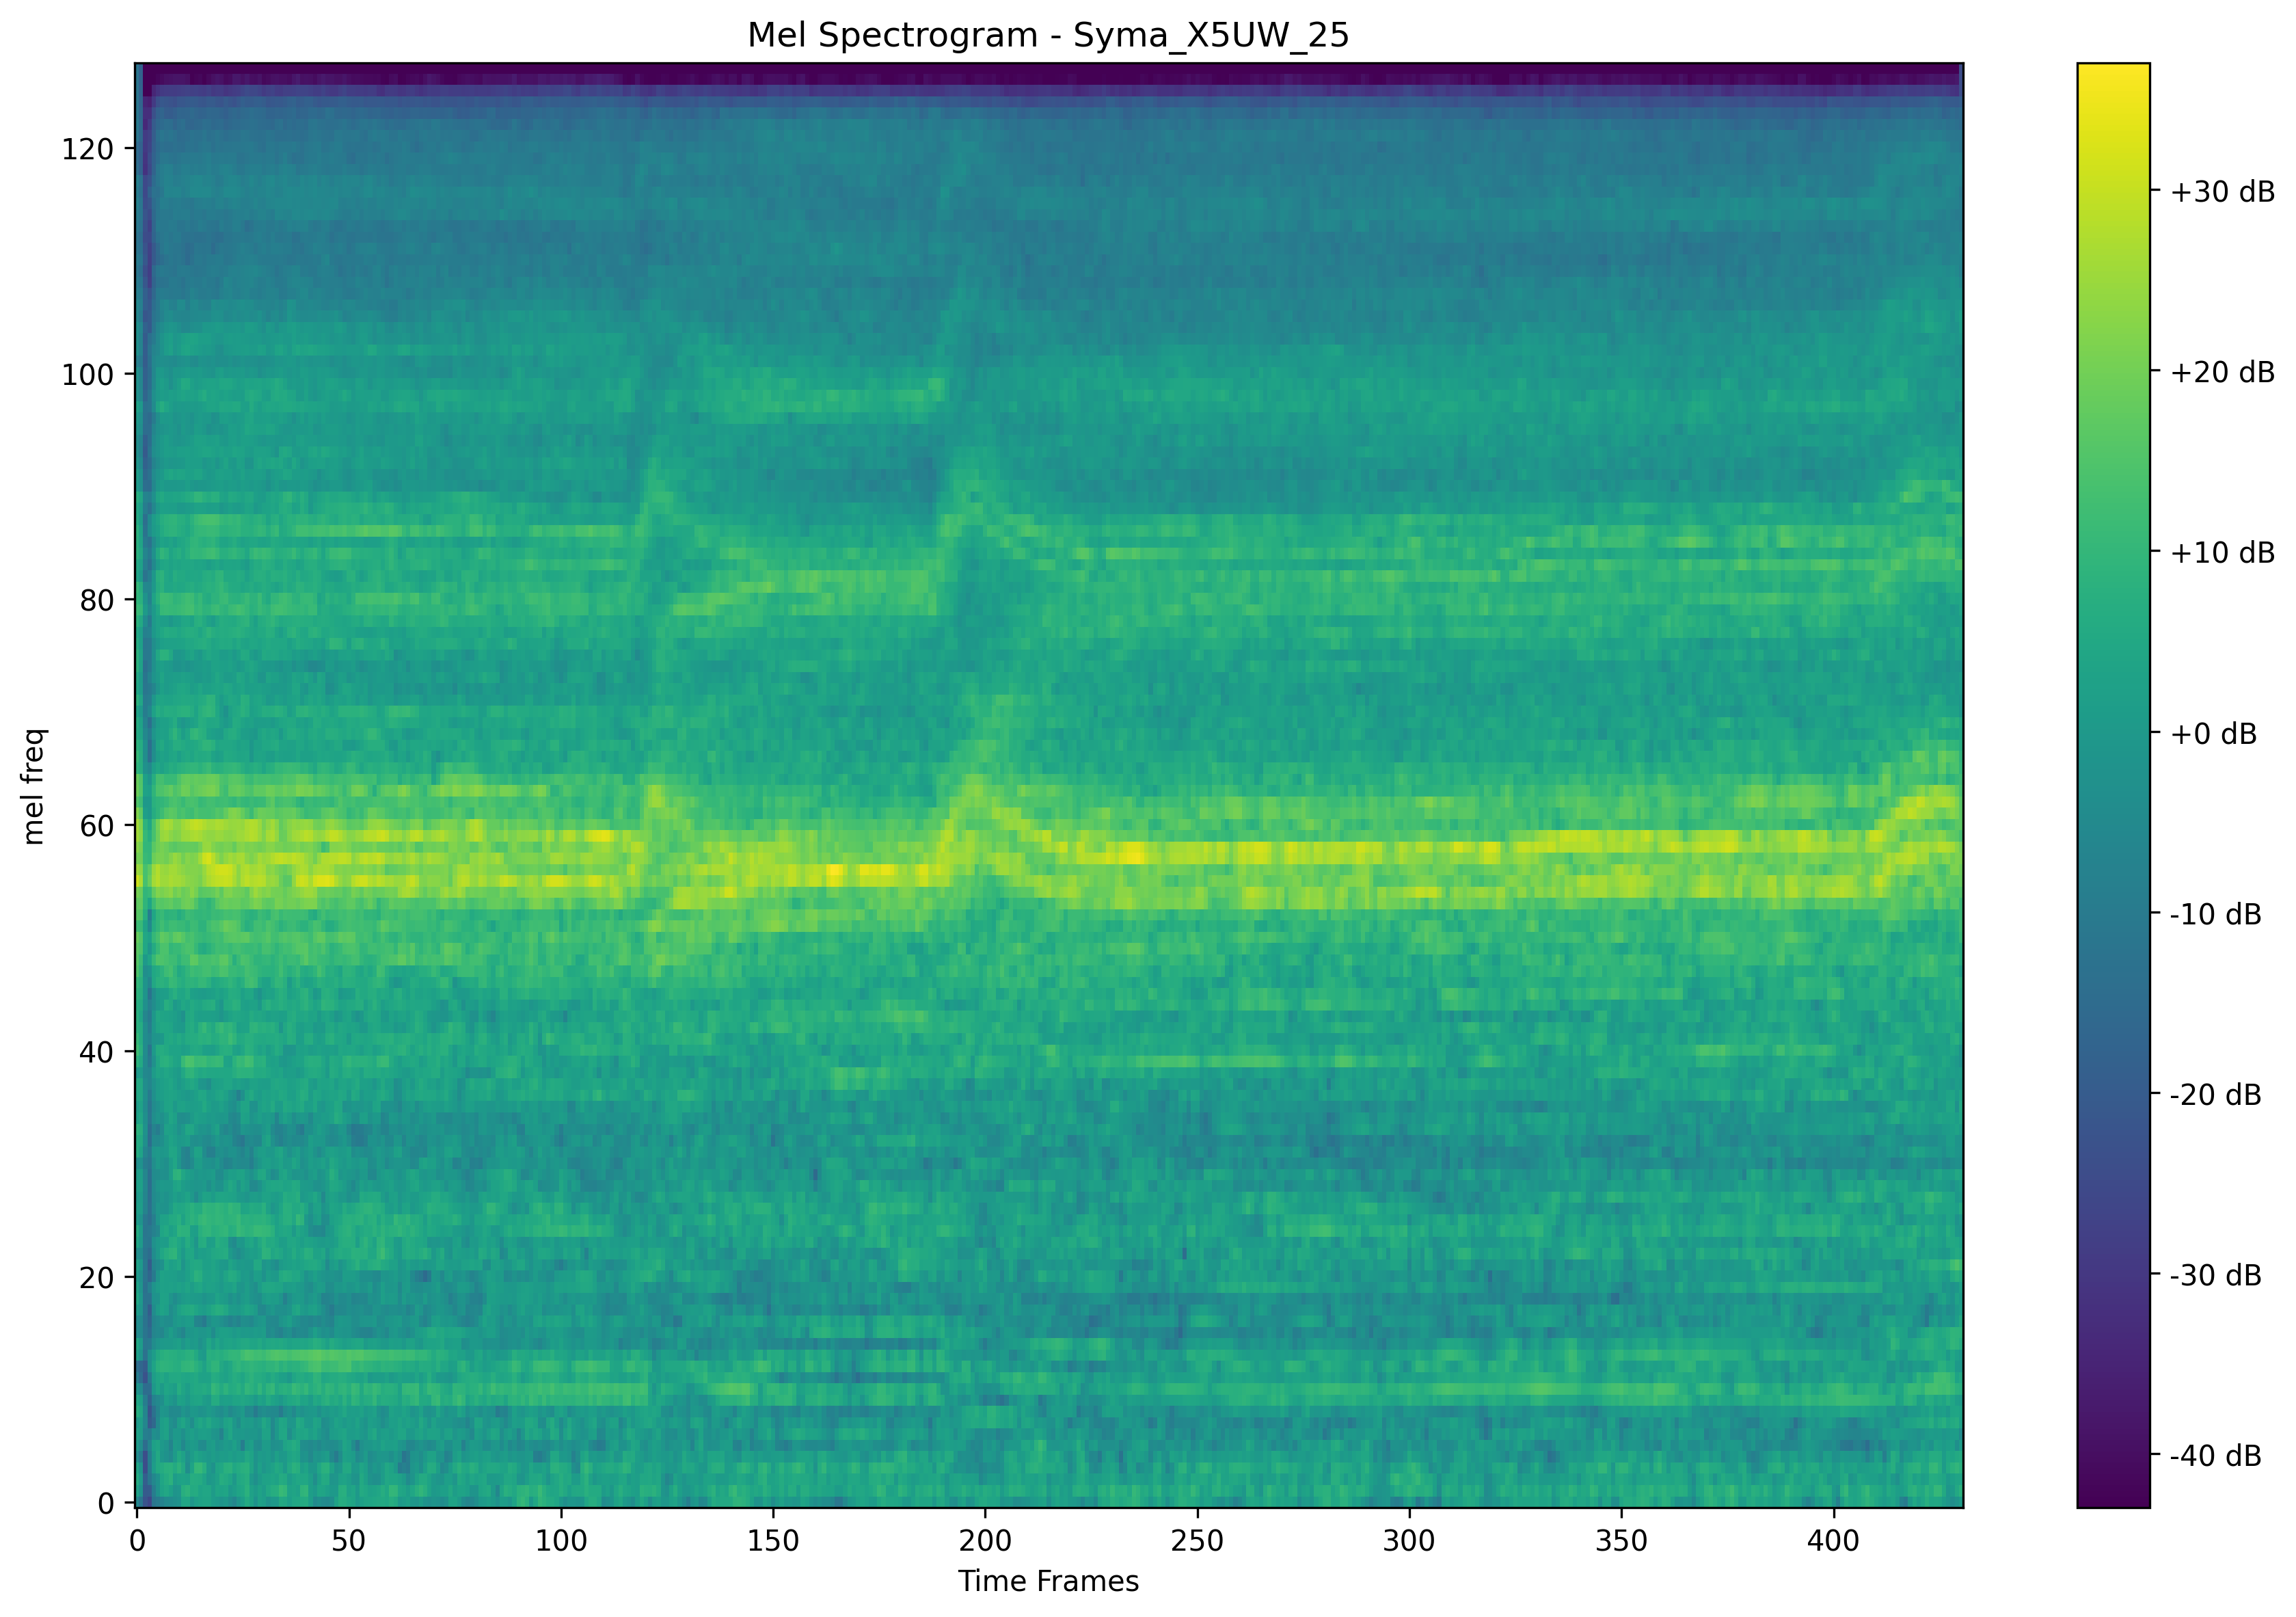 Mel Spectrogram - Syma_X5UW_25
mel freq
120
100
80
60
40
20
0
0 50 100 150 200 250 300 350 400
Time Frames
+30 dB
+20 dB
+10 dB
+0 dB
-10 dB
-20 dB
-30 dB
-40 dB